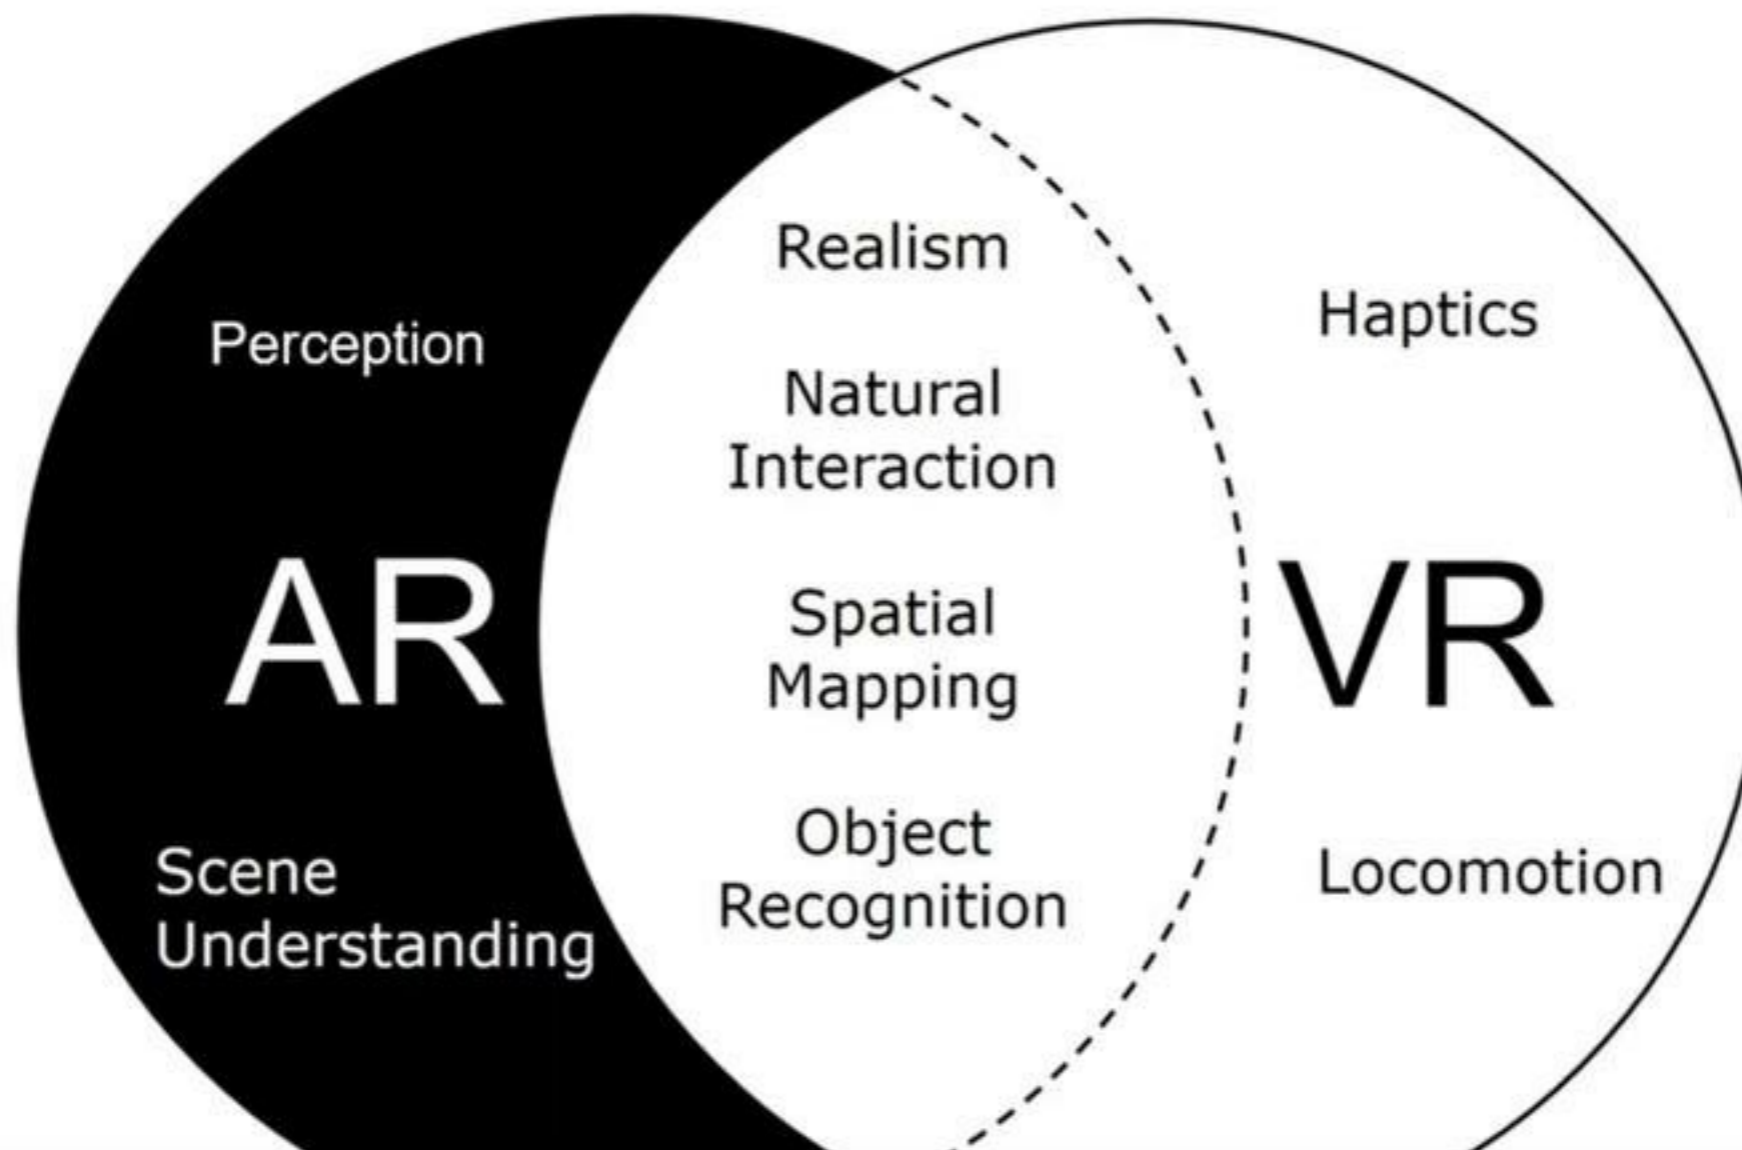 Perception
AR
Scene
Understanding
Realism
Natural
Interaction
Spatial
Mapping
Object
Recognition
Haptics
VR
Locomotion